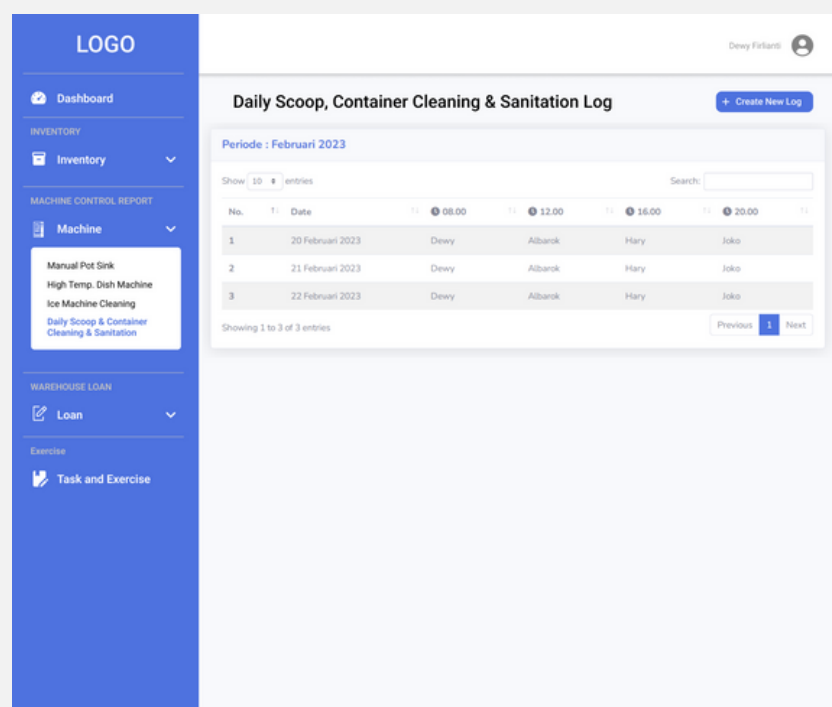 LOGO
Dewy Firlianti
Dashboard
INVENTORY
Inventory
MACHINE CONTROL REPORT
Machine
Manual Pot Sink
High Temp. Dish Machine
Ice Machine Cleaning
Daily Scoop & Container
Cleaning & Sanitation
WAREHOUSE LOAN
Loan
Exercise
Task and Exercise
Daily Scoop, Container Cleaning & Sanitation Log
+ Create New Log
Periode : Februari 2023
Show 10 entries
Search:
No. Date 08.00 12.00 16.00 20.00
1 20 Februari 2023 Dewy Albarok Hary Joko
2 21 Februari 2023 Dewy Albarok Hary Joko
3 22 Februari 2023 Dewy Albarok Hary Joko
Showing 1 to 3 of 3 entries
Previous 1 Next